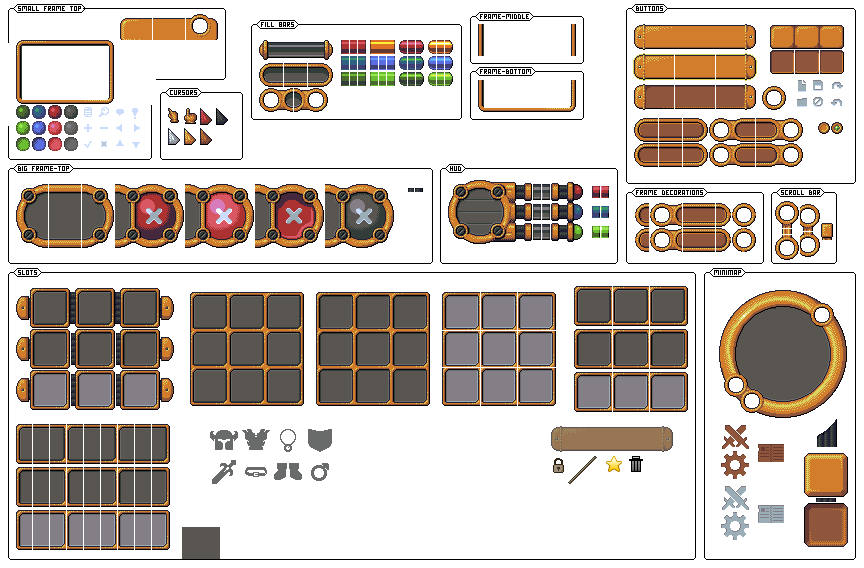 SMALL FRAME TOP
FILL BARS
FRAME-MIDDLE
BUTTONS
FRAME-BOTTOM
CURSORS
BIG FRAME-TOP
HUD
FRAME DECORATIONS
SCROLL BAR
SLOTS
MINIMAP